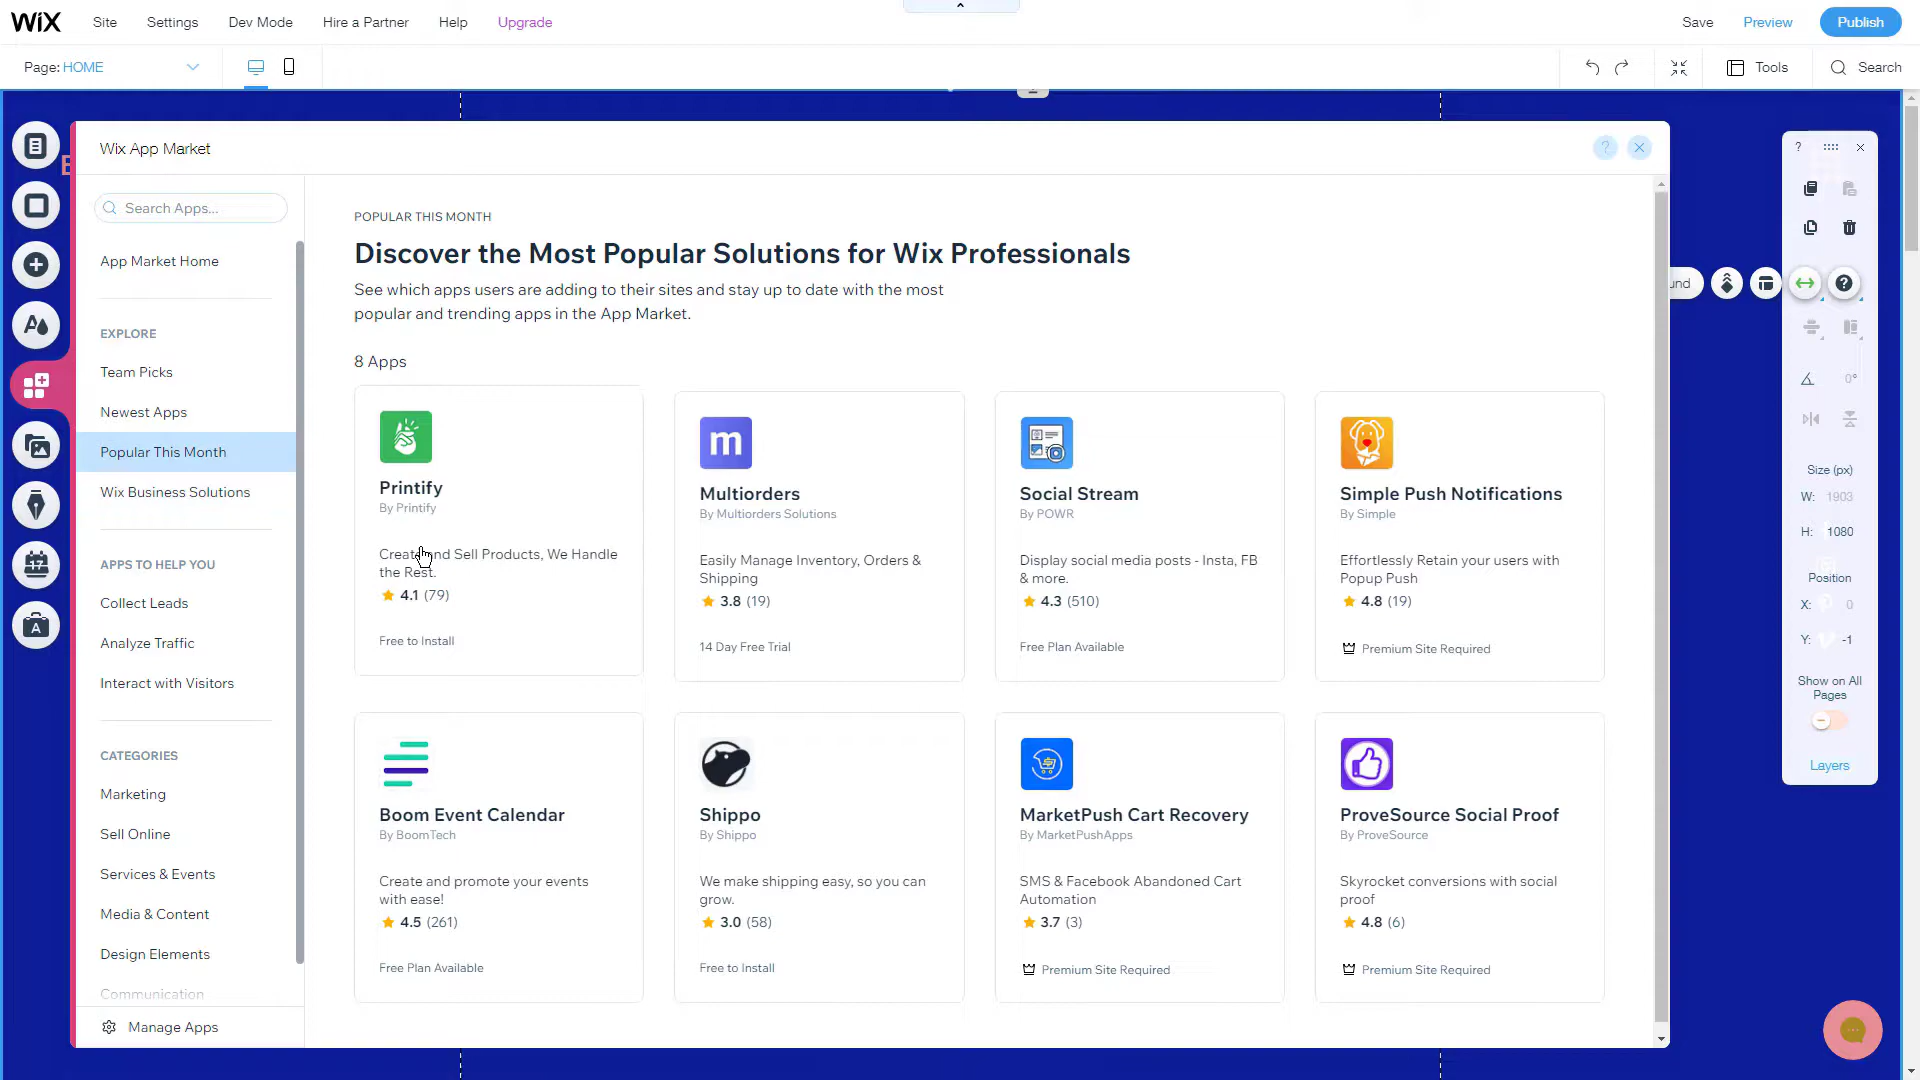 WiX Site Settings Dev Mode Hire a Partner Help Upgrade Save Preview Publish
Page: HOME Tools Search
Wix App Market
?
Search Apps...
App Market Home
EXPLORE
Team Picks
Newest Apps
Popular This Month
Wix Business Solutions
APPS TO HELP YOU
Collect Leads
Analyze Traffic
Interact with Visitors
CATEGORIES
Marketing
Sell Online
Services & Events
Media & Content
Design Elements
Communication
Manage Apps
POPULAR THIS MONTH
Discover the Most Popular Solutions for Wix Professionals
See which apps users are adding to their sites and stay up to date with the most
popular and trending apps in the App Market.
8 Apps
Printify
By Printify
Create and Sell Products, We Handle
the Rest.
4.1 (79)
Free to Install
m
Multiorders
By Multiorders Solutions
Easily Manage Inventory, Orders &
Shipping
3.8 (19)
14 Day Free Trial
Social Stream
By POWR
Display social media posts - Insta, FB
& more.
4.3 (510)
Free Plan Available
Simple Push Notifications
By Simple
Effortlessly Retain your users with
Popup Push
4.8 (19)
Premium Site Required
Boom Event Calendar
By BoomTech
Create and promote your events
with ease!
4.5 (261)
Free Plan Available
Shippo
By Shippo
We make shipping easy, so you can
grow.
3.0 (58)
Free to Install
MarketPush Cart Recovery
By MarketPushApps
SMS & Facebook Abandoned Cart
Automation
3.7 (3)
Premium Site Required
ProveSource Social Proof
By ProveSource
Skyrocket conversions with social
proof
4.8 (6)
Premium Site Required
?
?
0°
Size (px)
W: 1903
H: 1080
Position
X: 0
Y: -1
Show on All
Pages
Layers
17
A